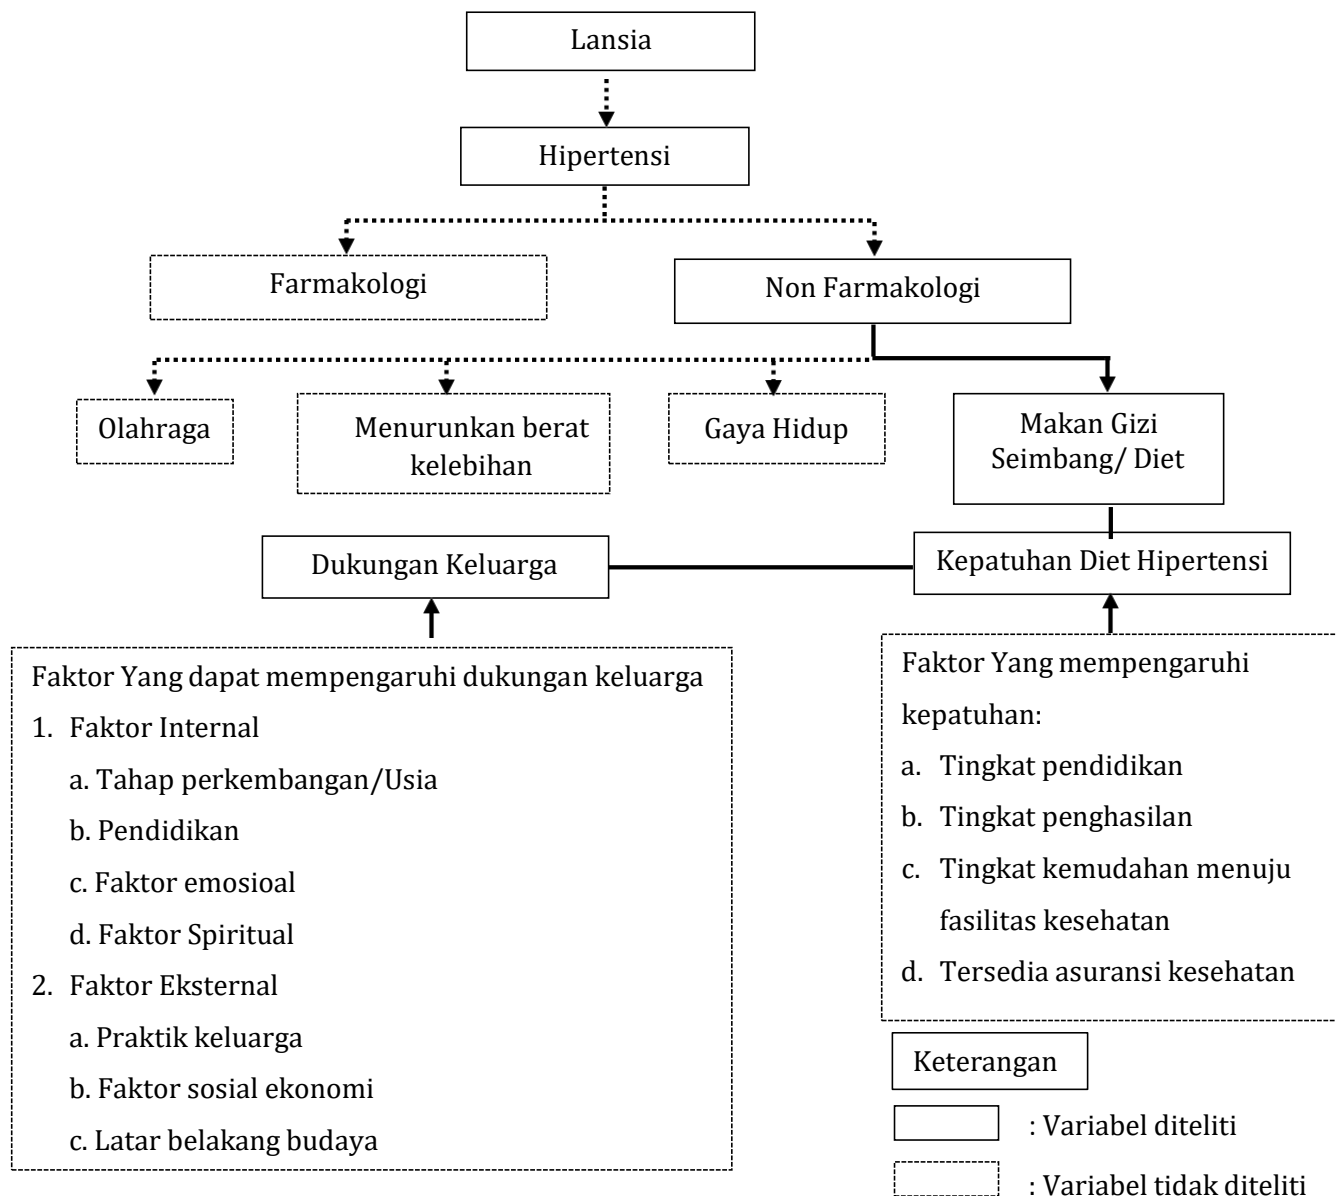 Lansia
Hipertensi
Farmakologi
Non Farmakologi
Olahraga
Menurunkan berat
kelebihan
Gaya Hidup
Makan Gizi
Seimbang/ Diet
Dukungan Keluarga
Kepatuhan Diet Hipertensi
Faktor Yang dapat mempengaruhi dukungan keluarga
1. Faktor Internal
a. Tahap perkembangan/Usia
b. Pendidikan
c. Faktor emosioal
d. Faktor Spiritual
2. Faktor Eksternal
a. Praktik keluarga
b. Faktor sosial ekonomi
c. Latar belakang budaya
Faktor Yang mempengaruhi
kepatuhan:
a. Tingkat pendidikan
b. Tingkat penghasilan
c. Tingkat kemudahan menuju
fasilitas kesehatan
d. Tersedia asuransi kesehatan
Keterangan
: Variabel diteliti
: Variabel tidak diteliti